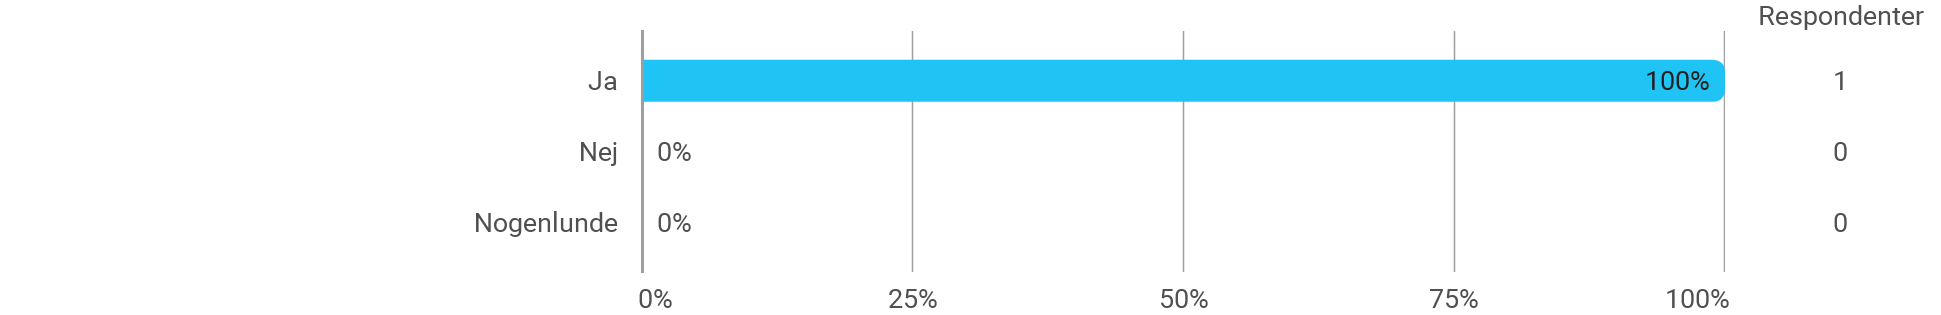 Respondenter
Ja 100% 1
Nej 0% 0
Nogenlunde 0% 0
0% 25% 50% 75% 100%